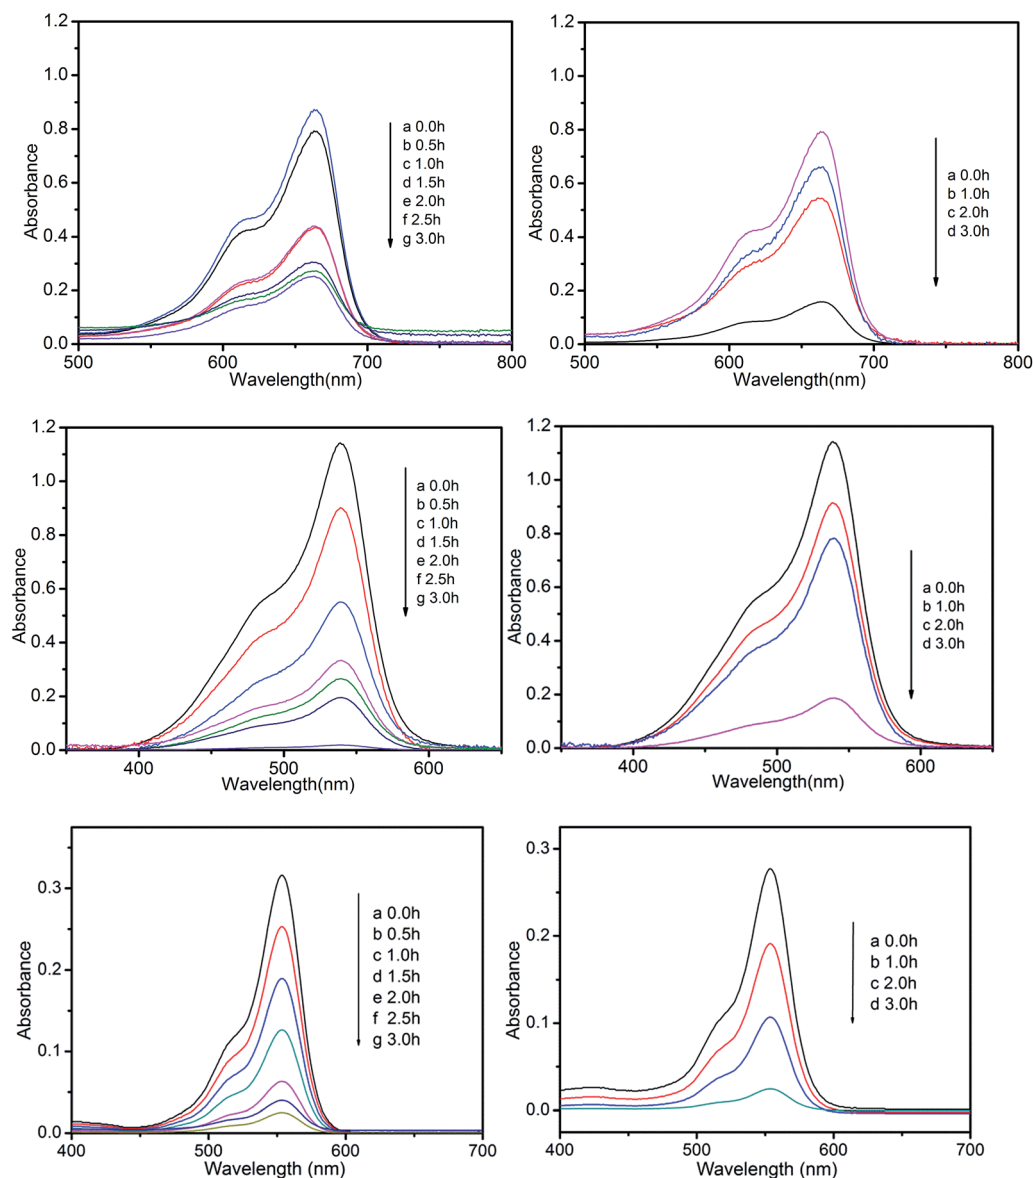 1.2
1.0
0.8
0.6
0.4
0.2
0.0
Absorbance
500 600 700 800
Wavelength(nm)
a 0.0h
b 0.5h
c 1.0h
d 1.5h
e 2.0h
f 2.5h
g 3.0h
1.2
1.0
0.8
0.6
0.4
0.2
0.0
Absorbance
500 600 700 800
Wavelength(nm)
a 0.0h
b 1.0h
c 2.0h
d 3.0h
1.2
1.0
0.8
0.6
0.4
0.2
0.0
Absorbance
400 500 600
Wavelength(nm)
a 0.0h
b 0.5h
c 1.0h
d 1.5h
e 2.0h
f 2.5h
g 3.0h
1.2
1.0
0.8
0.6
0.4
0.2
0.0
Absorbance
400 500 600
Wavelength(nm)
a 0.0h
b 1.0h
c 2.0h
d 3.0h
0.3
0.2
0.1
0.0
Absorbance
400 500 600 700
Wavelength (nm)
a 0.0h
b 0.5h
c 1.0h
d 1.5h
e 2.0h
f 2.5h
g 3.0h
0.3
0.2
0.1
0.0
Absorbance
400 500 600 700
Wavelength (nm)
a 0.0h
b 1.0h
c 2.0h
d 3.0h